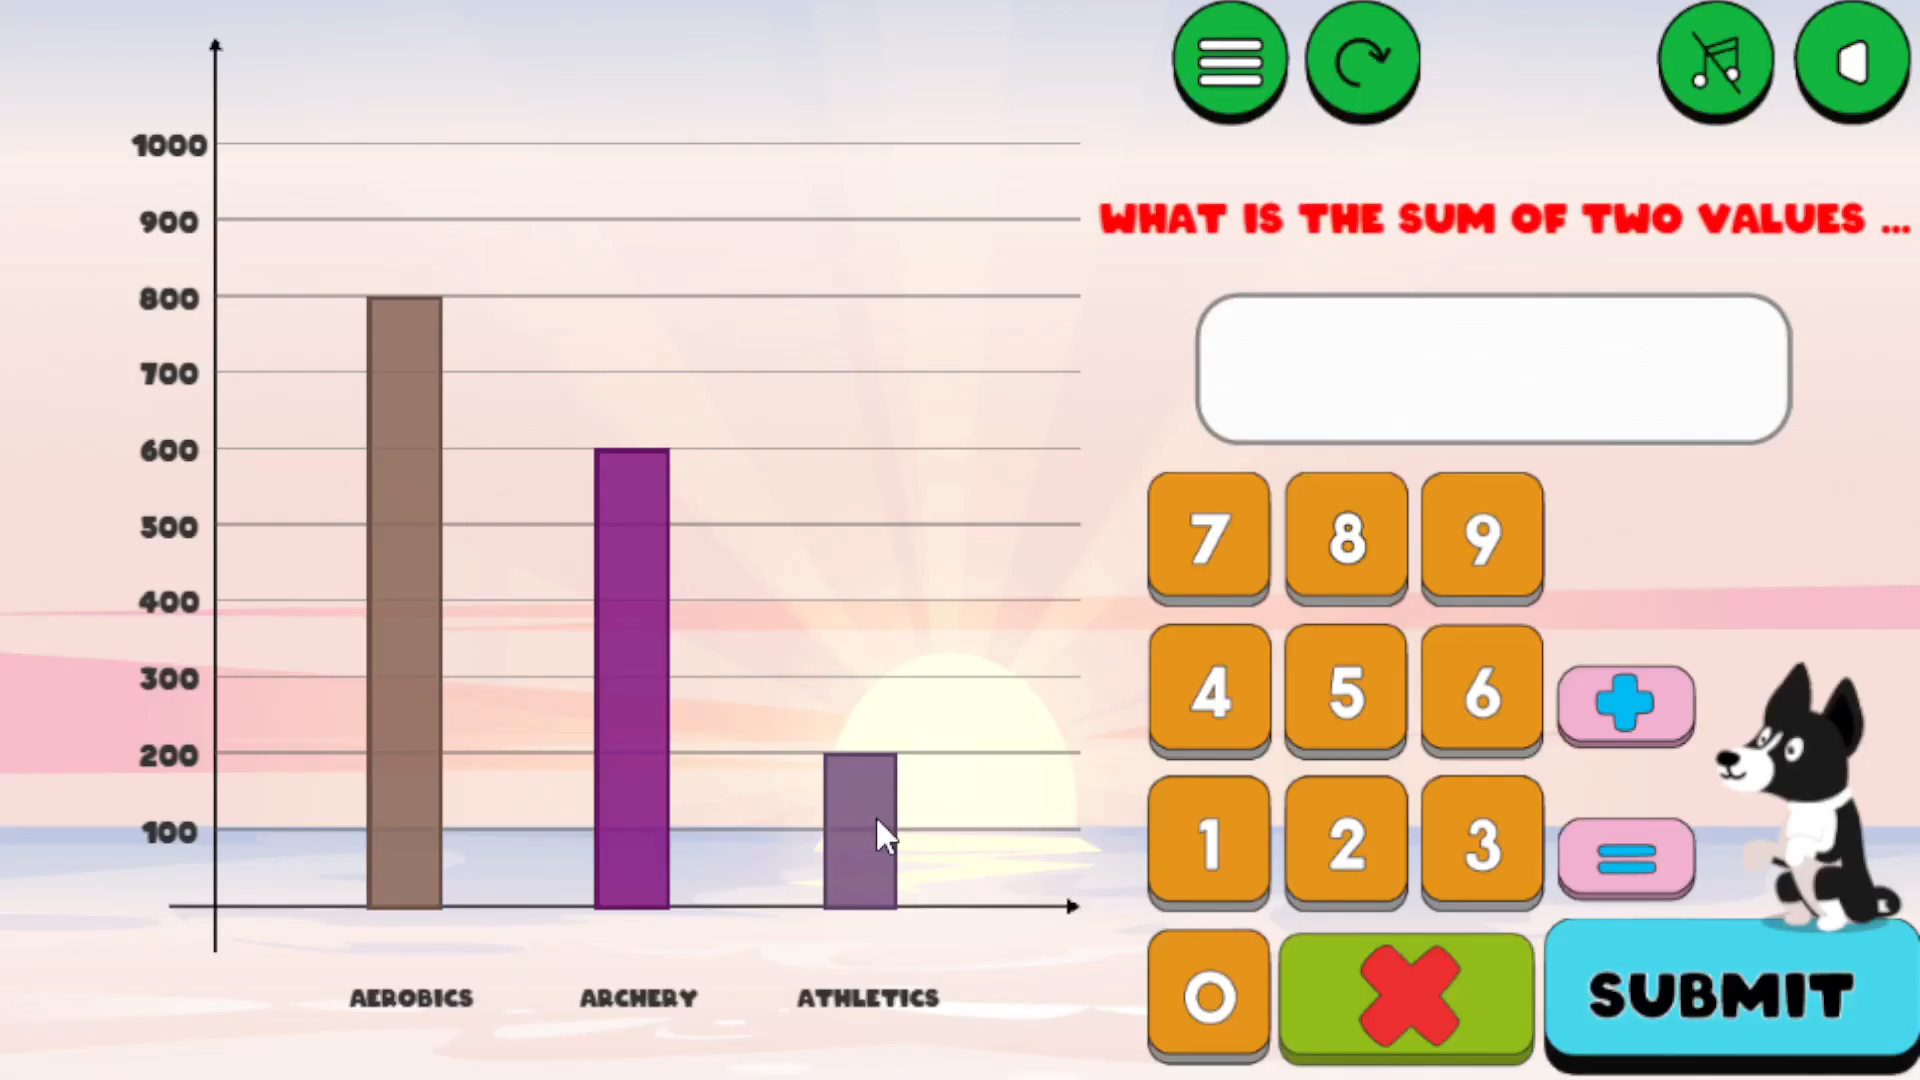 1000
900
800
700
600
500
400
300
200
100
AEROBICS ARCHERY ATHLETICS
WHAT IS THE SUM OF TWO VALUES ...
7 8 9
4 5 6 +
1 2 3 =
0 SUBMIT